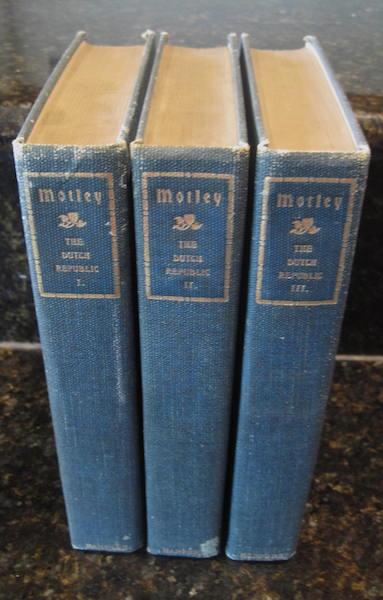 Motley
THE
DUTCH
REPUBLIC
I.
Motley
THE
DUTCH
REPUBLIC
II.
Motley
THE
DUTCH
REPUBLIC
III.